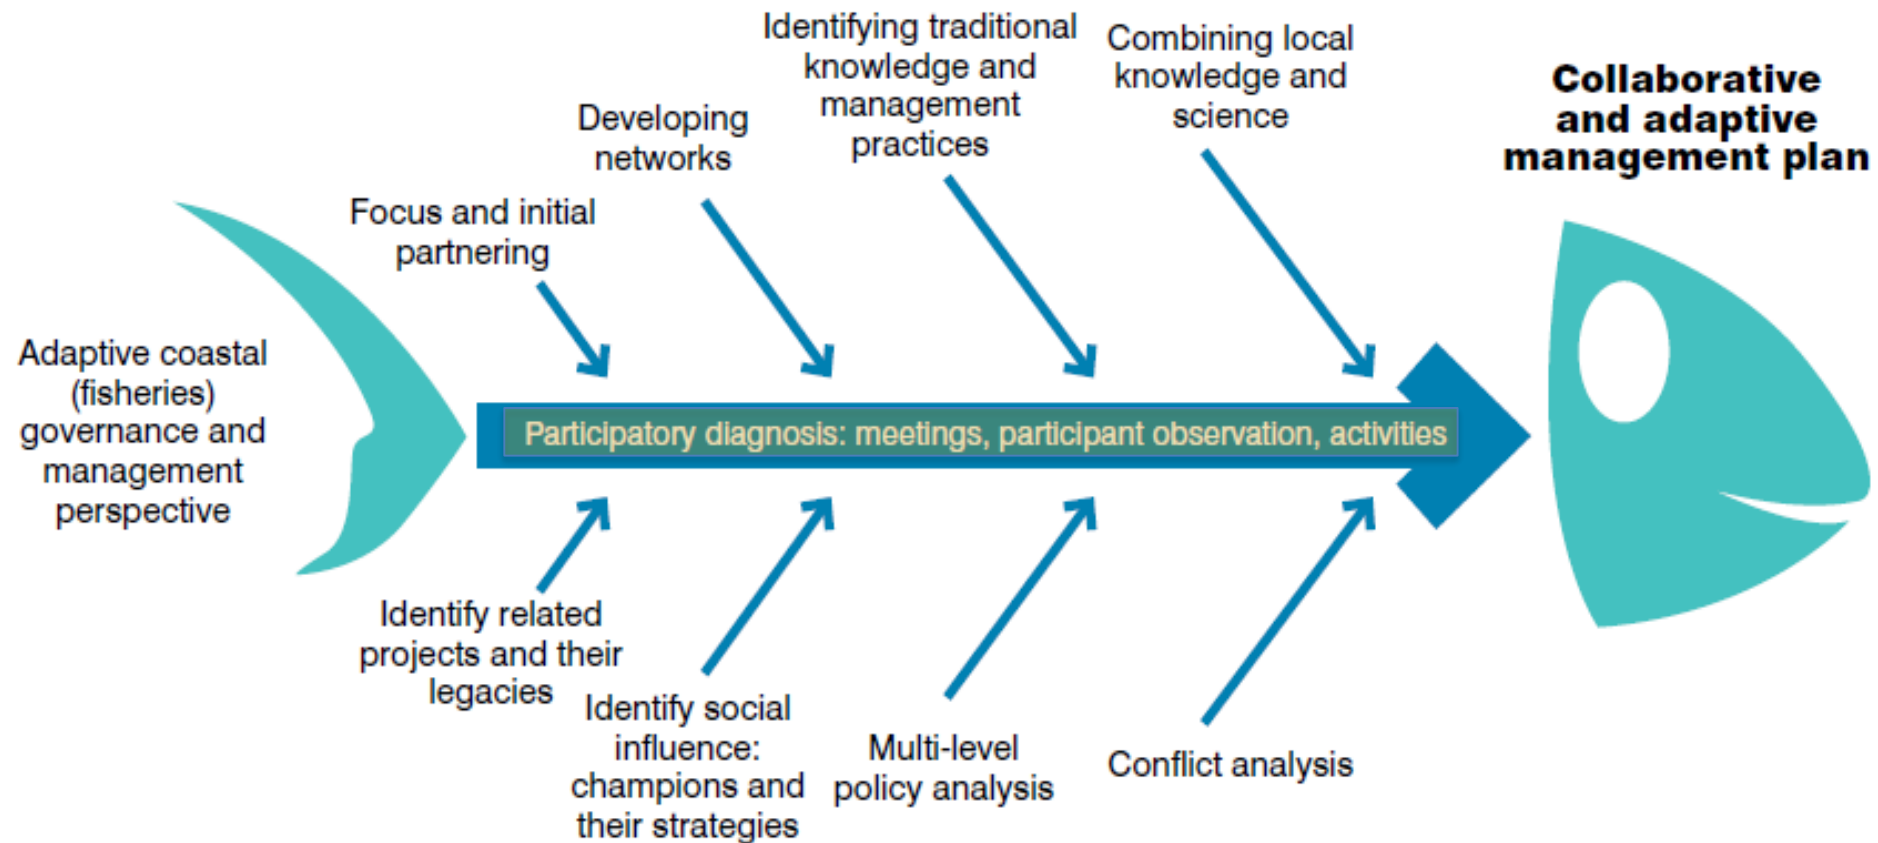 Adaptive coastal
(fisheries)
governance and
management
perspective
Focus and initial
partnering
Developing
networks
Identifying traditional
knowledge and
management
practices
Combining local
knowledge and
science
Collaborative
and adaptive
management plan
Participatory diagnosis: meetings, participant observation, activities
Identify related
projects and their
legacies
Identify social
influence:
champions and
their strategies
Multi-level
policy analysis
Conflict analysis